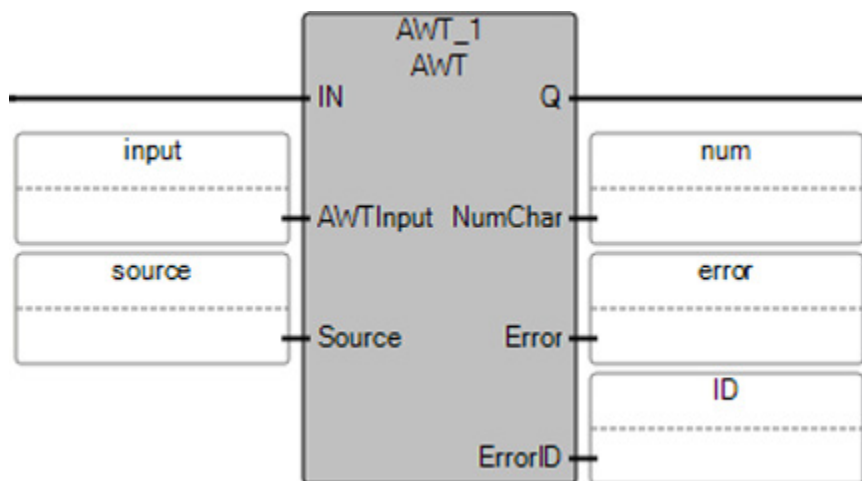 AWT_1
AWT
IN Q
input num
AWTInput NumChar
source error
Source Error
ID
ErrorID